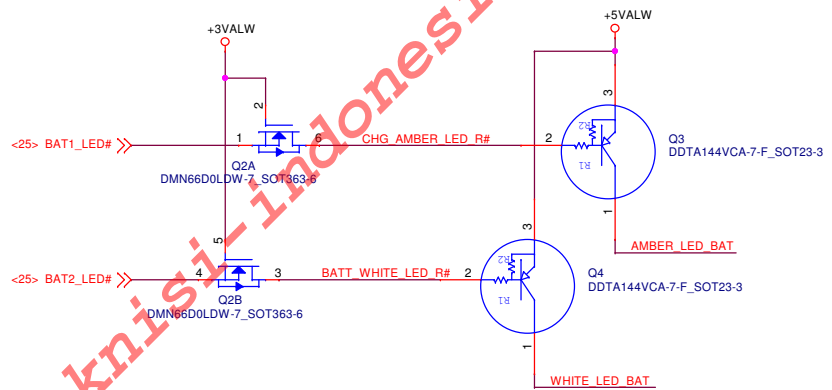 +3VALW
+5VALW
2
3
<25> BAT1_LED#
1
6
CHG_AMBER_LED_R#
2
R2
R1
Q3
DDTA144VCA-7-F_SOT23-3
Q2A
DMN66D0LDW-7_SOT363-6
1
AMBER_LED_BAT
5
3
<25> BAT2_LED#
4
3
BATT_WHITE_LED_R#
2
R2
R1
Q4
DDTA144VCA-7-F_SOT23-3
Q2B
DMN66D0LDW-7_SOT363-6
1
WHITE_LED_BAT
knisi-indonesi